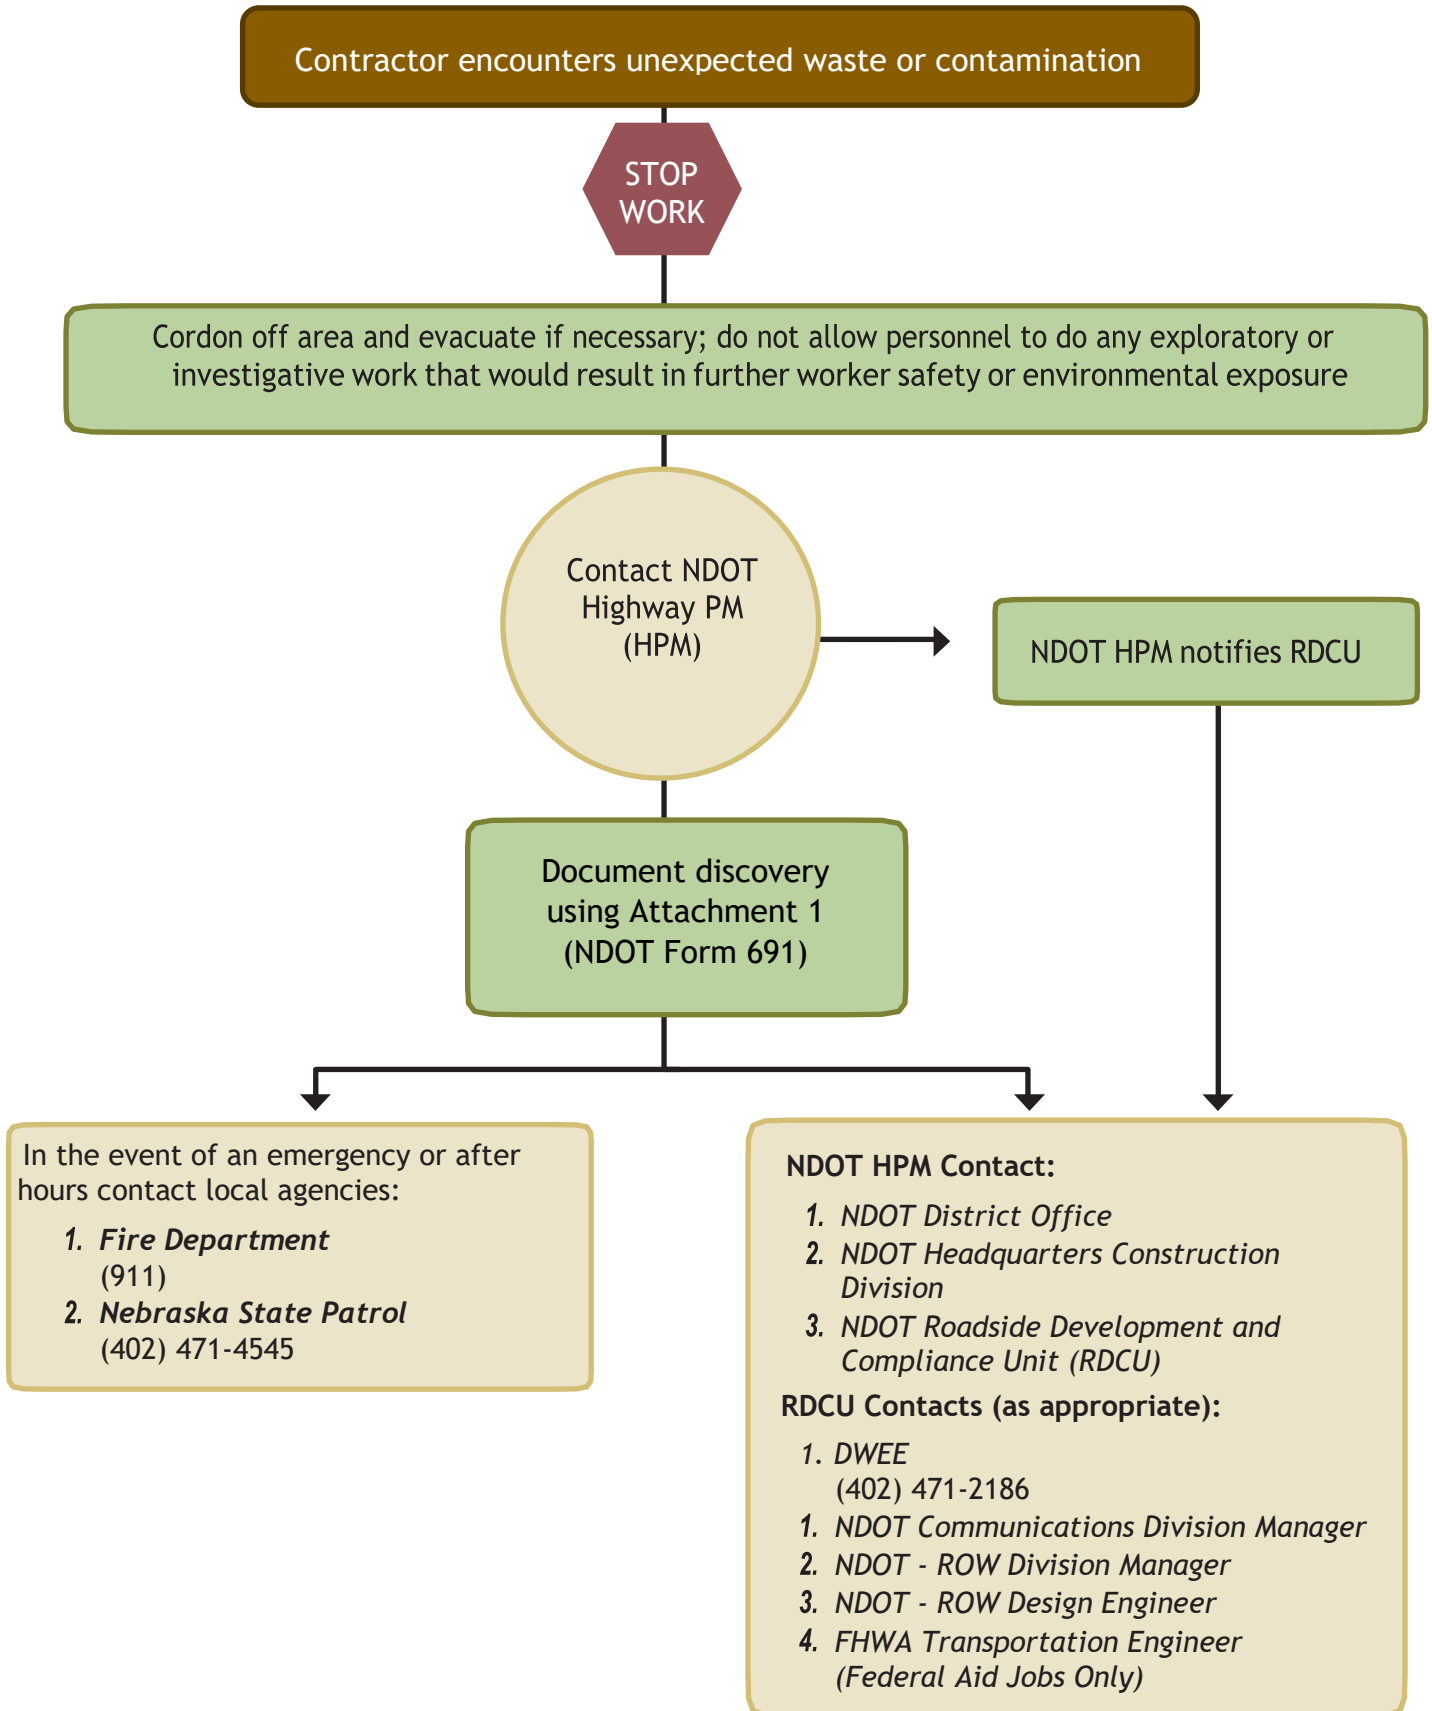 Contractor encounters unexpected waste or contamination
STOP
WORK
Cordon off area and evacuate if necessary; do not allow personnel to do any exploratory or
investigative work that would result in further worker safety or environmental exposure
Contact NDOT
Highway PM
(HPM)
NDOT HPM notifies RDCU
Document discovery
using Attachment 1
(NDOT Form 691)
In the event of an emergency or after
hours contact local agencies:
1. Fire Department
(911)
2. Nebraska State Patrol
(402) 471-4545
NDOT HPM Contact:
1. NDOT District Office
2. NDOT Headquarters Construction
Division
3. NDOT Roadside Development and
Compliance Unit (RDCU)
RDCU Contacts (as appropriate):
1. DWEE
(402) 471-2186
1. NDOT Communications Division Manager
2. NDOT - ROW Division Manager
3. NDOT - ROW Design Engineer
4. FHWA Transportation Engineer
(Federal Aid Jobs Only)